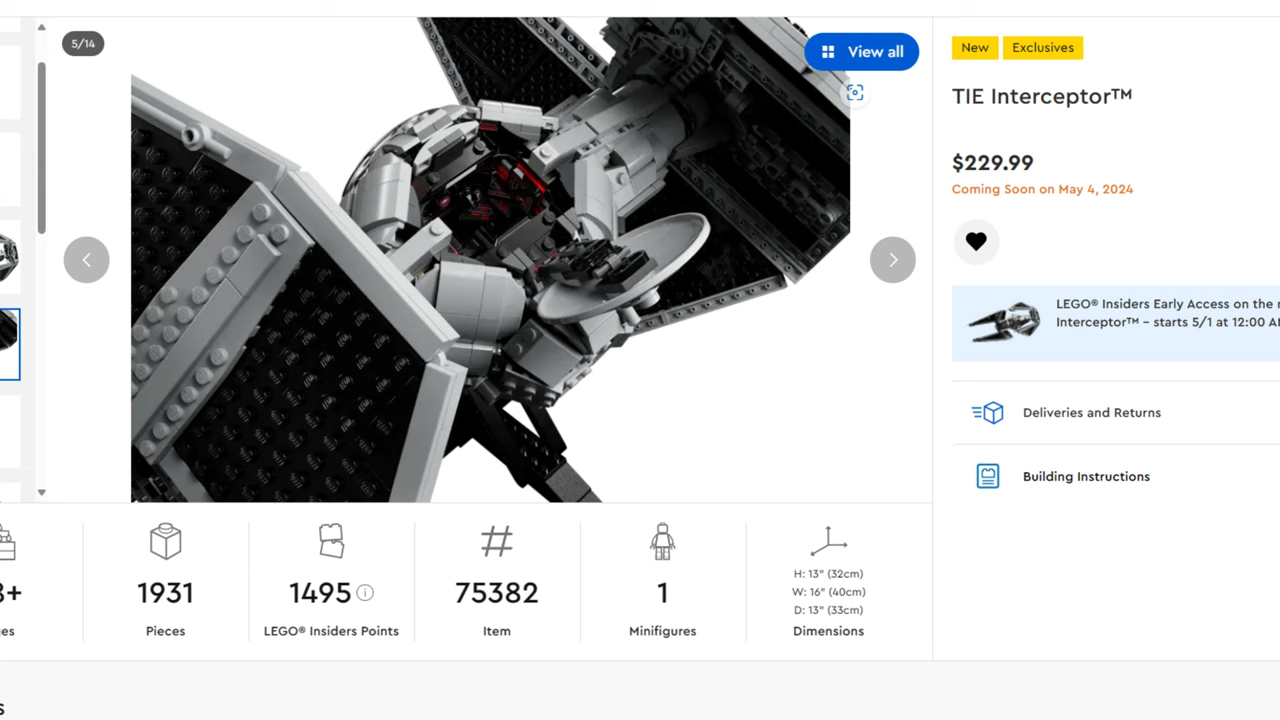 5/14
View all
New
Exclusives
TIE Interceptor™
$229.99
Coming Soon on May 4, 2024
LEGO® Insiders Early Access on the
Interceptor™ – starts 5/1 at 12:00
Deliveries and Returns
Building Instructions
8+
1931
Pieces
1495
LEGO® Insiders Points
#
75382
Item
1
Minifigures
H: 13" (32cm)
W: 16" (40cm)
D: 13" (33cm)
Dimensions